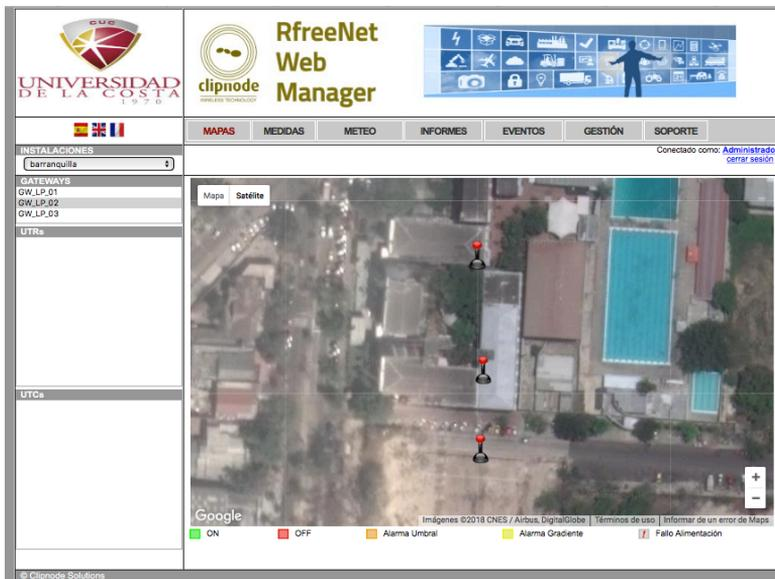 CUC
UNIVERSIDAD
DE LA COSTA
1970
clipnode
WIRELESS TECHNOLOGY
RfreeNet
Web
Manager
MAPAS MEDIDAS METEO INFORMES EVENTOS GESTIÓN SOPORTE
INSTALACIONES
barranquilla
Conectado como: Administrado
cerrar sesión
GATEWAYS
GW_LP_01
GW_LP_02
GW_LP_03
UTRs
UTCs
Mapa Satélite
Google
Imágenes ©2018 CNES / Airbus, DigitalGlobe Términos de uso Informar de un error de Maps
ON OFF Alarma Umbral Alarma Gradiente f Fallo Alimentación
© Clipnode Solutions